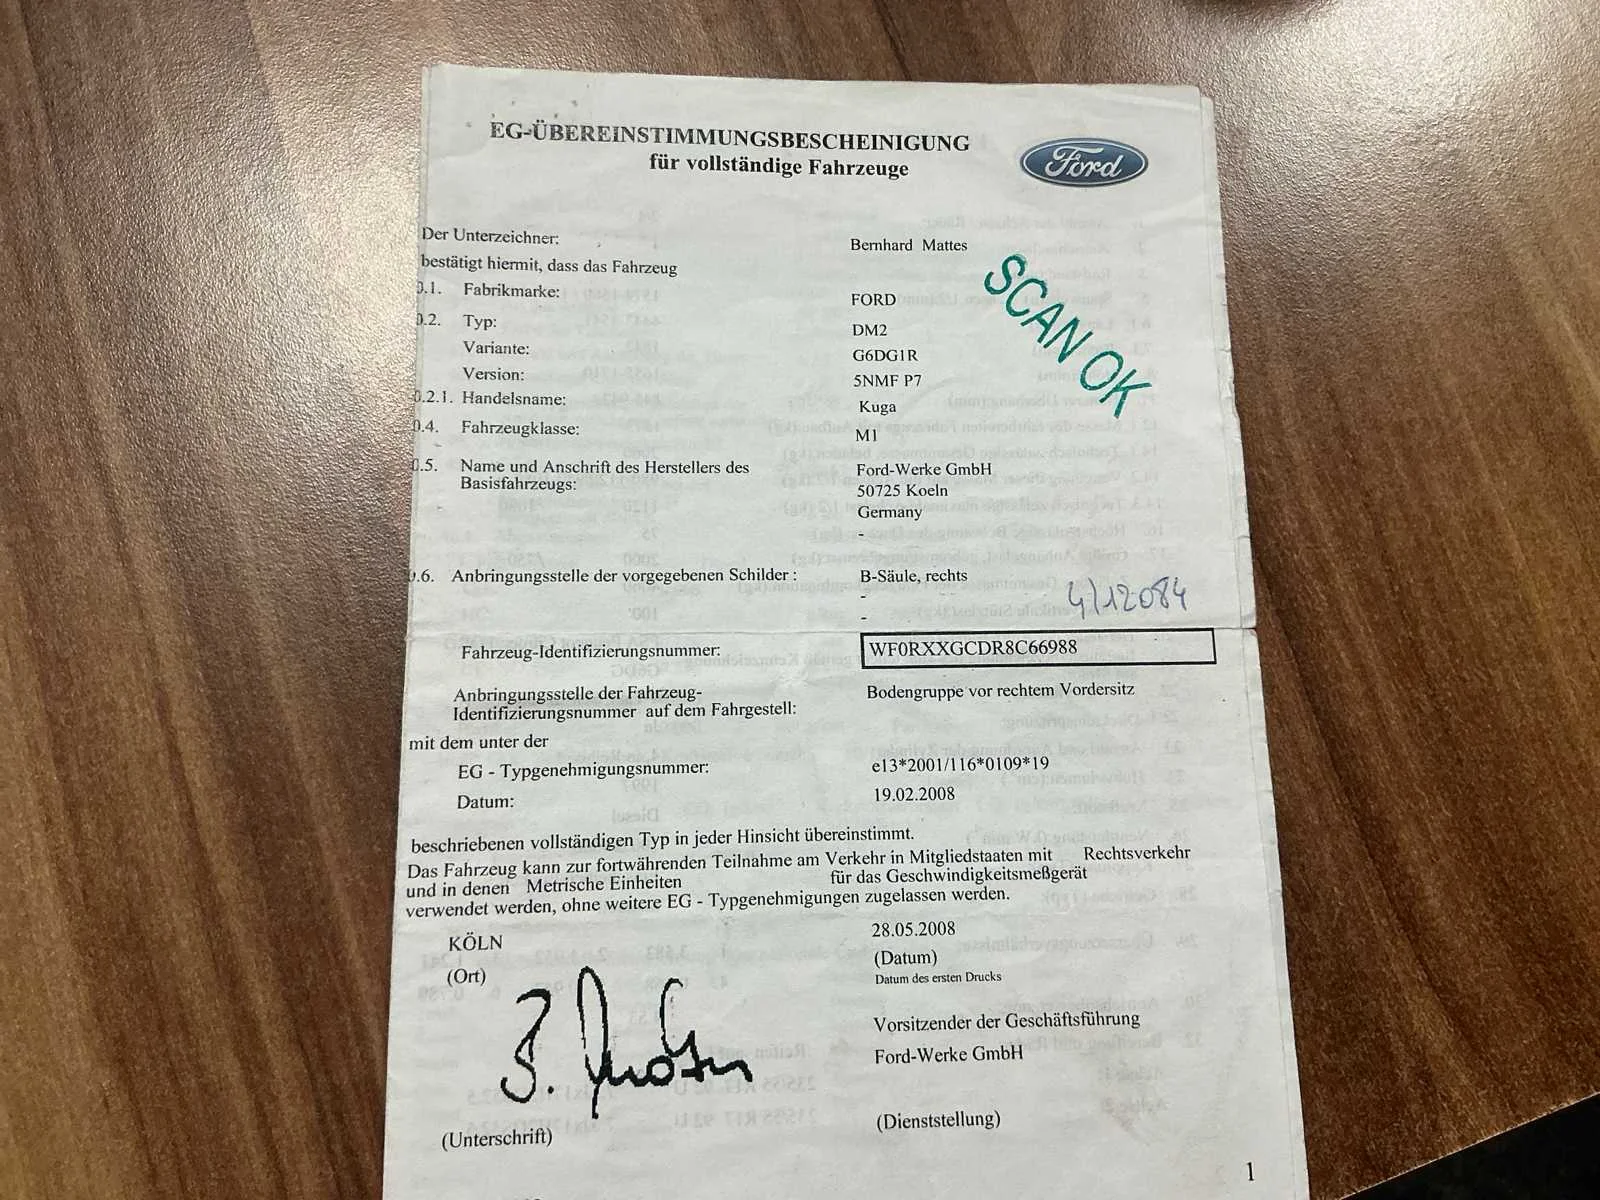 EG-ÜBEREINSTIMMUNGSBESCHEINIGUNG
für vollständige Fahrzeuge
Ford
Der Unterzeichner: Bernhard Mattes
bestätigt hiermit, dass das Fahrzeug
0.1. Fabrikmarke: FORD
0.2. Typ: DM2
Variante: G6DG1R
Version: 5NMF P7
0.2.1. Handelsname: Kuga
0.4. Fahrzeugklasse: M1
SCAN OK
0.5. Name und Anschrift des Herstellers des Ford-Werke GmbH
Basisfahrzeugs: 50725 Koeln
Germany
-
0.6. Anbringungsstelle der vorgegebenen Schilder : B-Säule, rechts
-
-
4/12084
Fahrzeug-Identifizierungsnummer: WF0RXXGCDR8C66988
Anbringungsstelle der Fahrzeug- Bodengruppe vor rechtem Vordersitz
Identifizierungsnummer auf dem Fahrgestell:
mit dem unter der
EG - Typgenehmigungsnummer: e13*2001/116*0109*19
Datum: 19.02.2008
beschriebenen vollständigen Typ in jeder Hinsicht übereinstimmt.
Das Fahrzeug kann zur fortwährenden Teilnahme am Verkehr in Mitgliedstaaten mit Rechtsverkehr
und in denen Metrische Einheiten für das Geschwindigkeitsmeßgerät
verwendet werden, ohne weitere EG - Typgenehmigungen zugelassen werden.
KÖLN 28.05.2008
(Ort) (Datum)
Datum des ersten Drucks
Vorsitzender der Geschäftsführung
Ford-Werke GmbH
(Unterschrift) (Dienststellung)
1